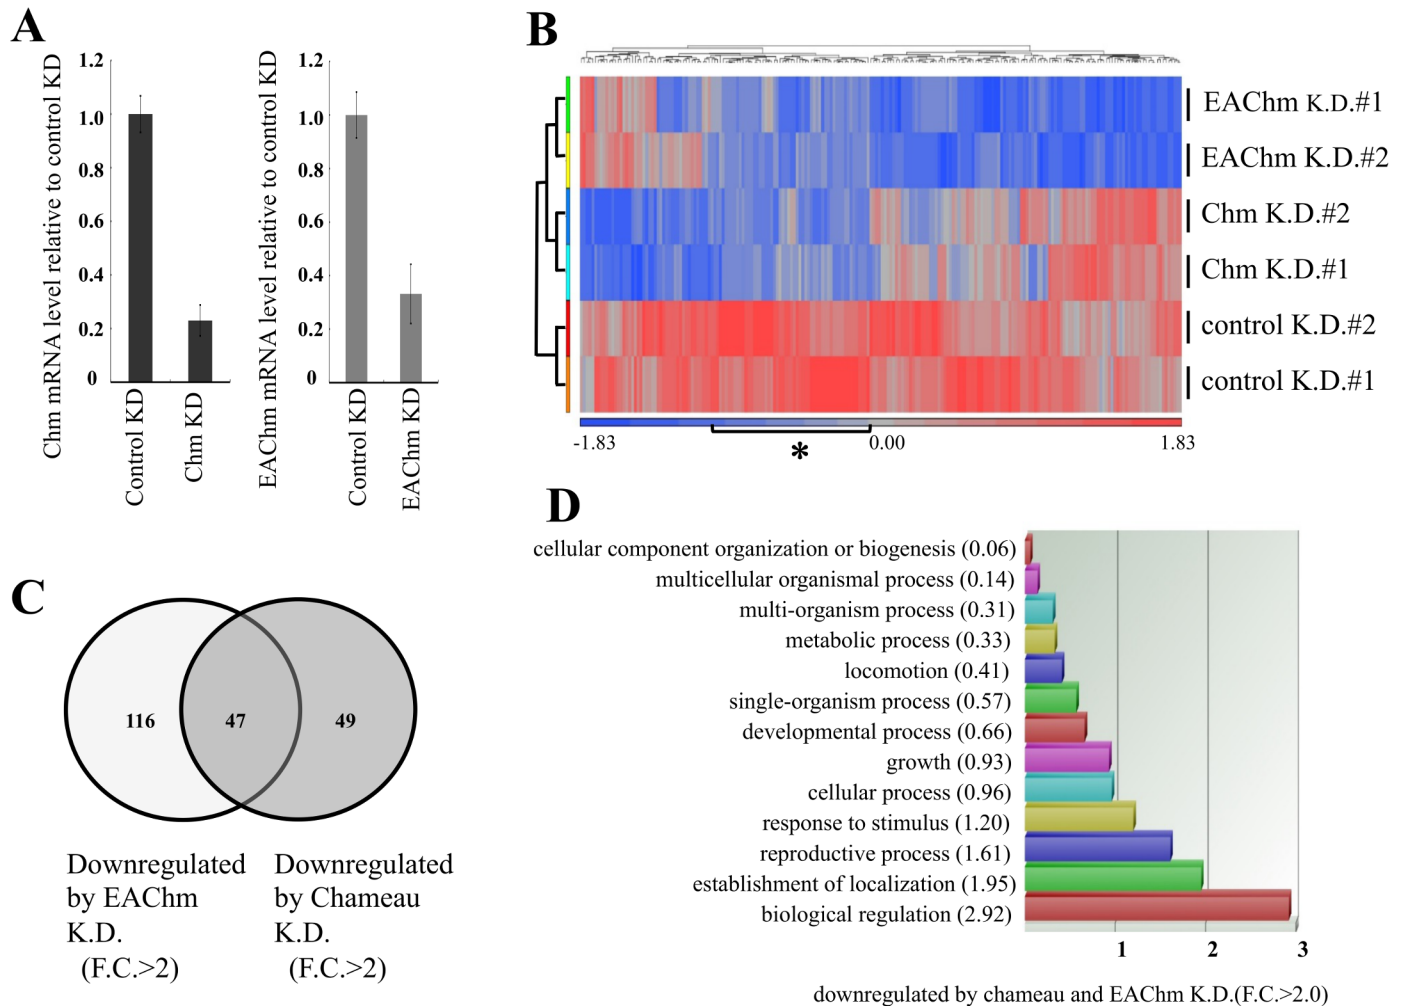 A
Chm mRNA level relative to control KD
1.2
1.0
0.8
0.6
0.4
0.2
0
Control KD
Chm KD
EAChm mRNA level relative to control KD
1.2
1.0
0.8
0.6
0.4
0.2
0
Control KD
EAChm KD
B
EAChm K.D.#1
EAChm K.D.#2
Chm K.D.#2
Chm K.D.#1
control K.D.#2
control K.D.#1
-1.83
*
0.00
1.83
C
116
47
49
Downregulated
by EAChm
K.D.
(F.C.>2)
Downregulated
by Chameau
K.D.
(F.C.>2)
D
cellular component organization or biogenesis (0.06)
multicellular organismal process (0.14)
multi-organism process (0.31)
metabolic process (0.33)
locomotion (0.41)
single-organism process (0.57)
developmental process (0.66)
growth (0.93)
cellular process (0.96)
response to stimulus (1.20)
reproductive process (1.61)
establishment of localization (1.95)
biological regulation (2.92)
1
2
3
downregulated by chameau and EAChm K.D.(F.C.>2.0)